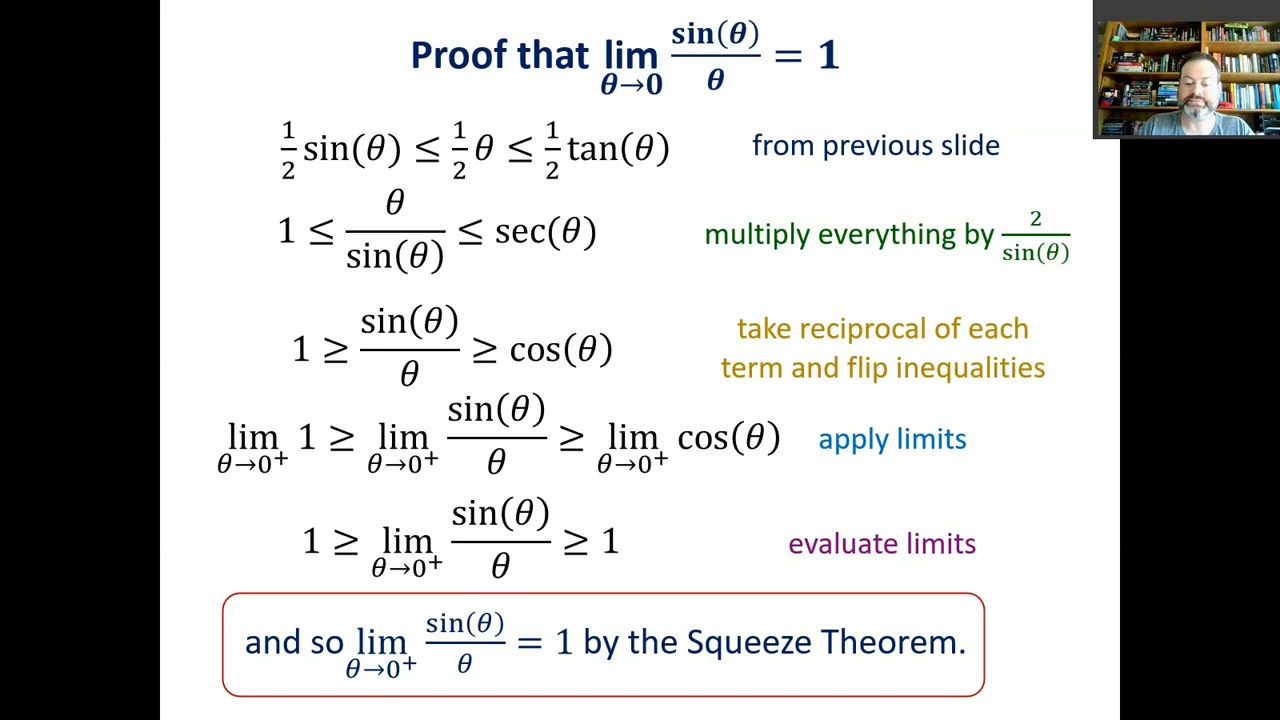 Proof that lim θ→0 sin(θ)/θ = 1
1/2 sin(θ) ≤ 1/2 θ ≤ 1/2 tan(θ) from previous slide
1 ≤ θ/sin(θ) ≤ sec(θ) multiply everything by 2/sin(θ)
1 ≥ sin(θ)/θ ≥ cos(θ) take reciprocal of each
term and flip inequalities
lim θ→0⁺ 1 ≥ lim θ→0⁺ sin(θ)/θ ≥ lim θ→0⁺ cos(θ) apply limits
1 ≥ lim θ→0⁺ sin(θ)/θ ≥ 1 evaluate limits
and so lim θ→0⁺ sin(θ)/θ = 1 by the Squeeze Theorem.